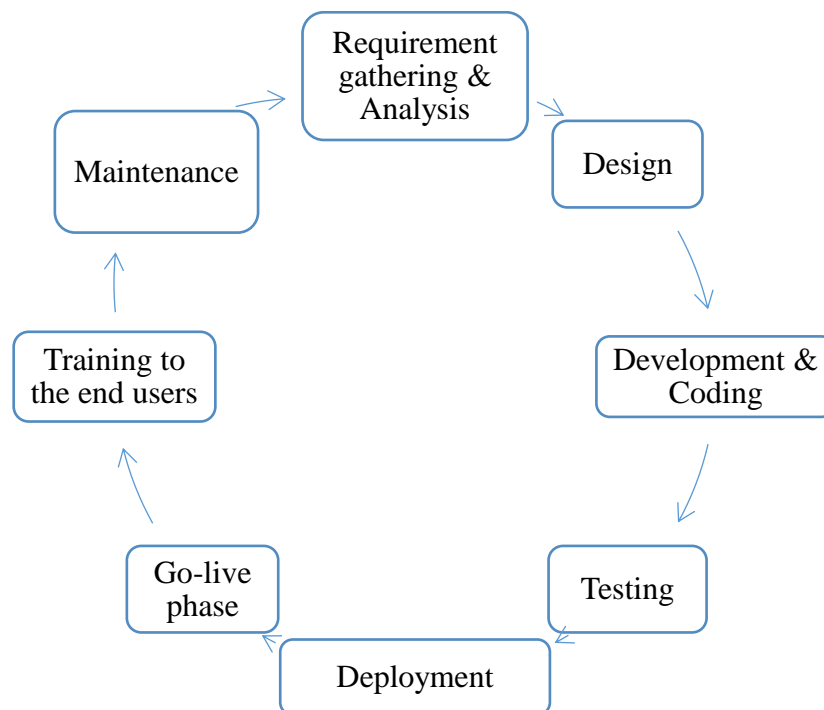 Requirement
gathering &
Analysis
Design
Development &
Coding
Testing
Deployment
Go-live
phase
Training to
the end users
Maintenance